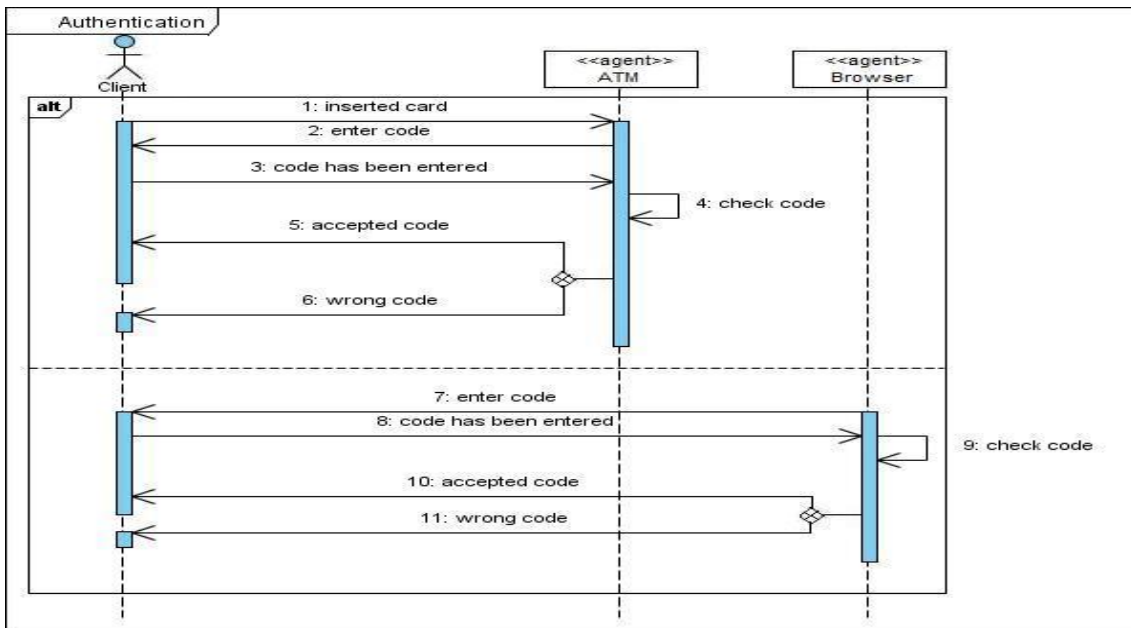 Authentication
Client
<<agent>>
ATM
<<agent>>
Browser
alt
1: inserted card
2: enter code
3: code has been entered
4: check code
5: accepted code
6: wrong code
7: enter code
8: code has been entered
9: check code
10: accepted code
11: wrong code